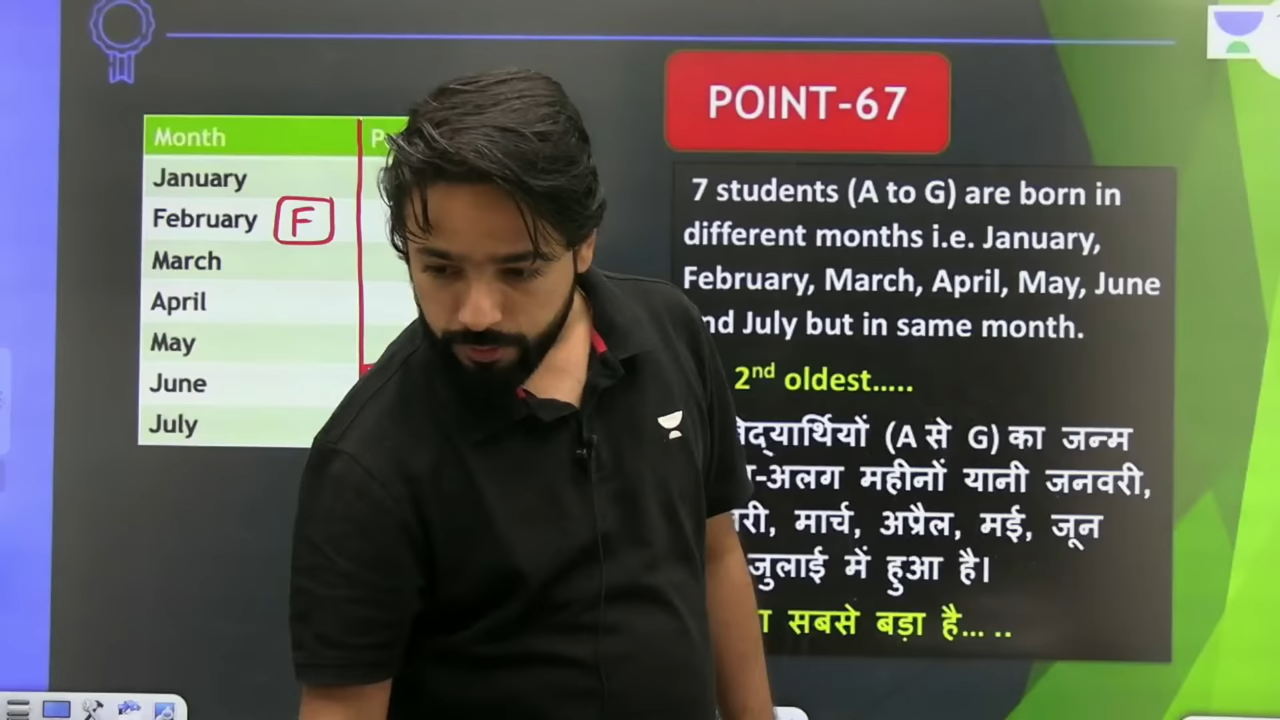 POINT-67
Month
January
February F
March
April
May
June
July
7 students (A to G) are born in
different months i.e. January,
February, March, April, May, June
July but in same month.
2nd oldest.....
(A से G) का जन्म
महीनों यानी जनवरी,
मार्च, अप्रैल, मई, जून
जुलाई में हुआ है।
सबसे बड़ा है... ..